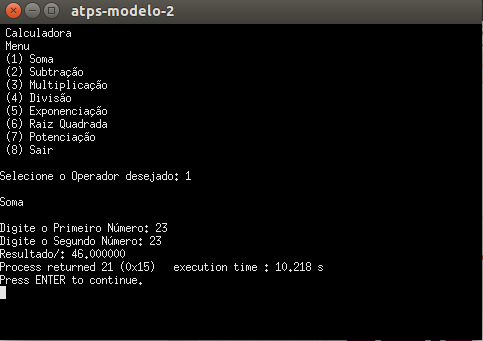 atps-modelo-2
Calculadora
Menu
(1) Soma
(2) Subtração
(3) Multiplicação
(4) Divisão
(5) Exponenciação
(6) Raiz Quadrada
(7) Potenciação
(8) Sair
Selecione o Operador desejado: 1
Soma
Digite o Primeiro Número: 23
Digite o Segundo Número: 23
Resultado/: 46.000000
Process returned 21 (0x15)   execution time : 10.218 s
Press ENTER to continue.